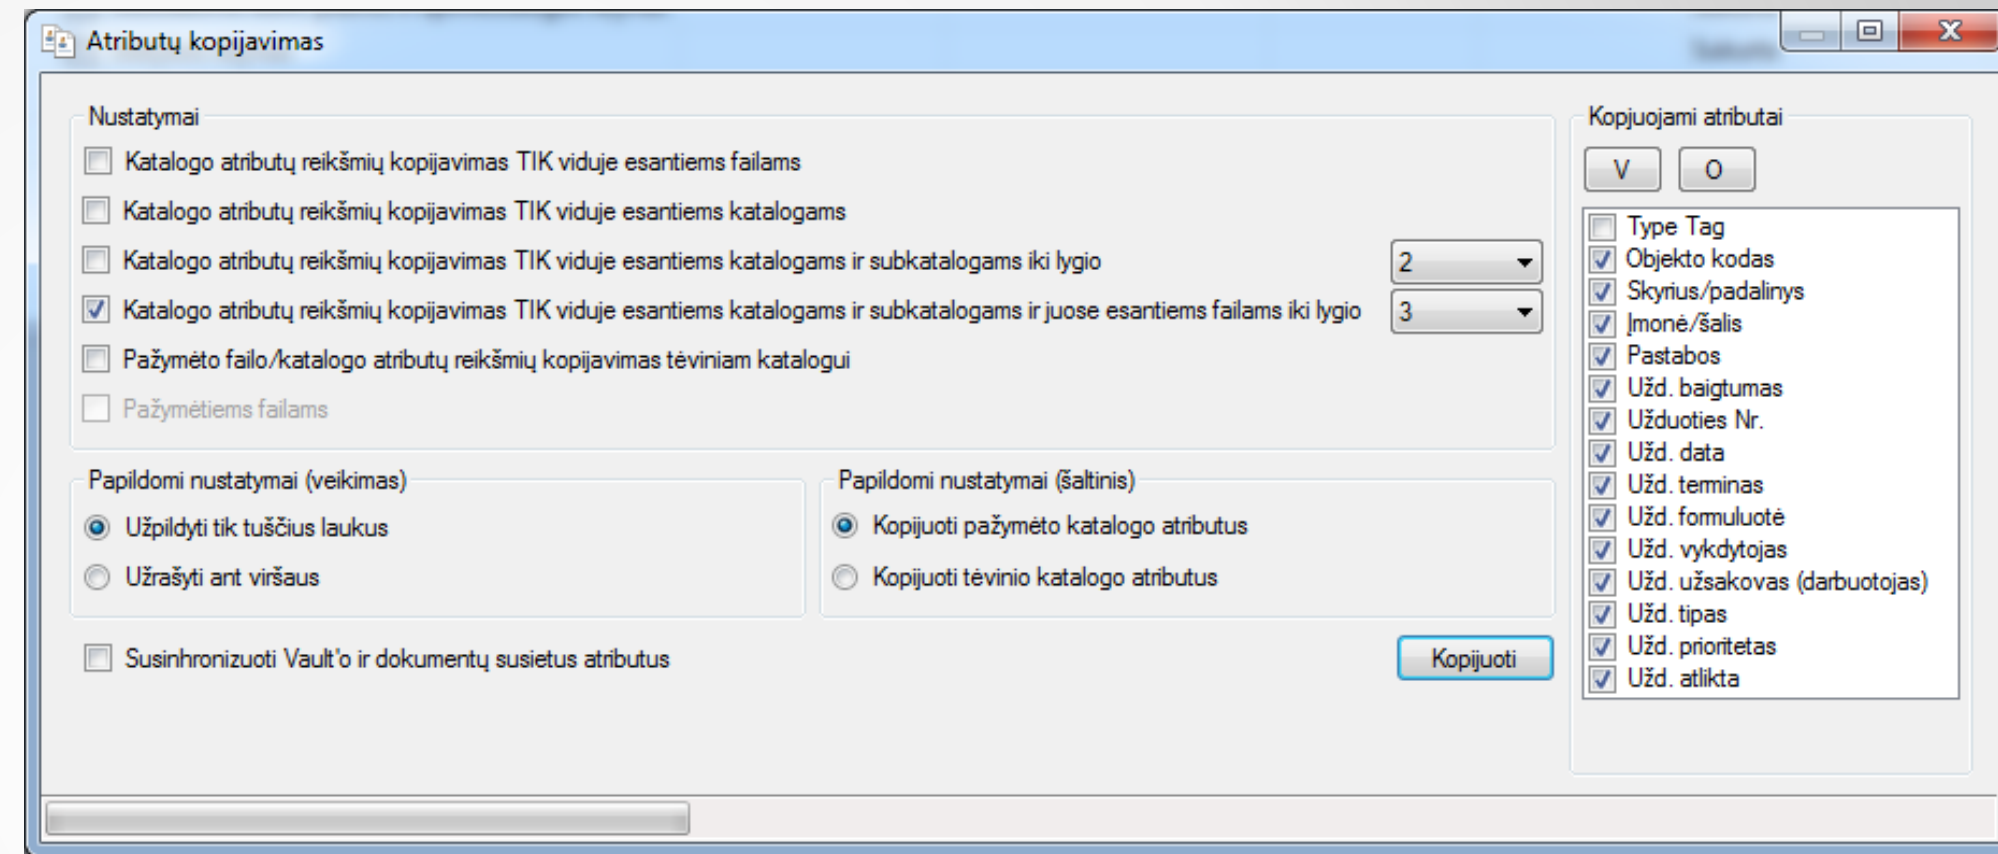 Atributų kopijavimas
Nustatymai
Katalogo atributų reikšmių kopijavimas TIK viduje esantiems failams
Katalogo atributų reikšmių kopijavimas TIK viduje esantiems katalogams
Katalogo atributų reikšmių kopijavimas TIK viduje esantiems katalogams ir subkatalogams iki lygio 2
Katalogo atributų reikšmių kopijavimas TIK viduje esantiems katalogams ir subkatalogams ir juose esantiems failams iki lygio 3
Pažymėto failo/katalogo atributų reikšmių kopijavimas tėviniam katalogui
Pažymėtiems failams
Papildomi nustatymai (veikimas)
Užpildyti tik tuščius laukus
Užrašyti ant viršaus
Papildomi nustatymai (šaltinis)
Kopijuoti pažymėto katalogo atributus
Kopijuoti tėvinio katalogo atributus
Susinhronizuoti Vault'o ir dokumentų susietus atributus
Kopijuoti
Kopjuojami atributai
V O
Type Tag
Objekto kodas
Skyrius/padalinys
Įmonė/šalis
Pastabos
Užd. baigtumas
Užduoties Nr.
Užd. data
Užd. terminas
Užd. formuluotė
Užd. vykdytojas
Užd. užsakovas (darbuotojas)
Užd. tipas
Užd. prioritetas
Užd. atlikta